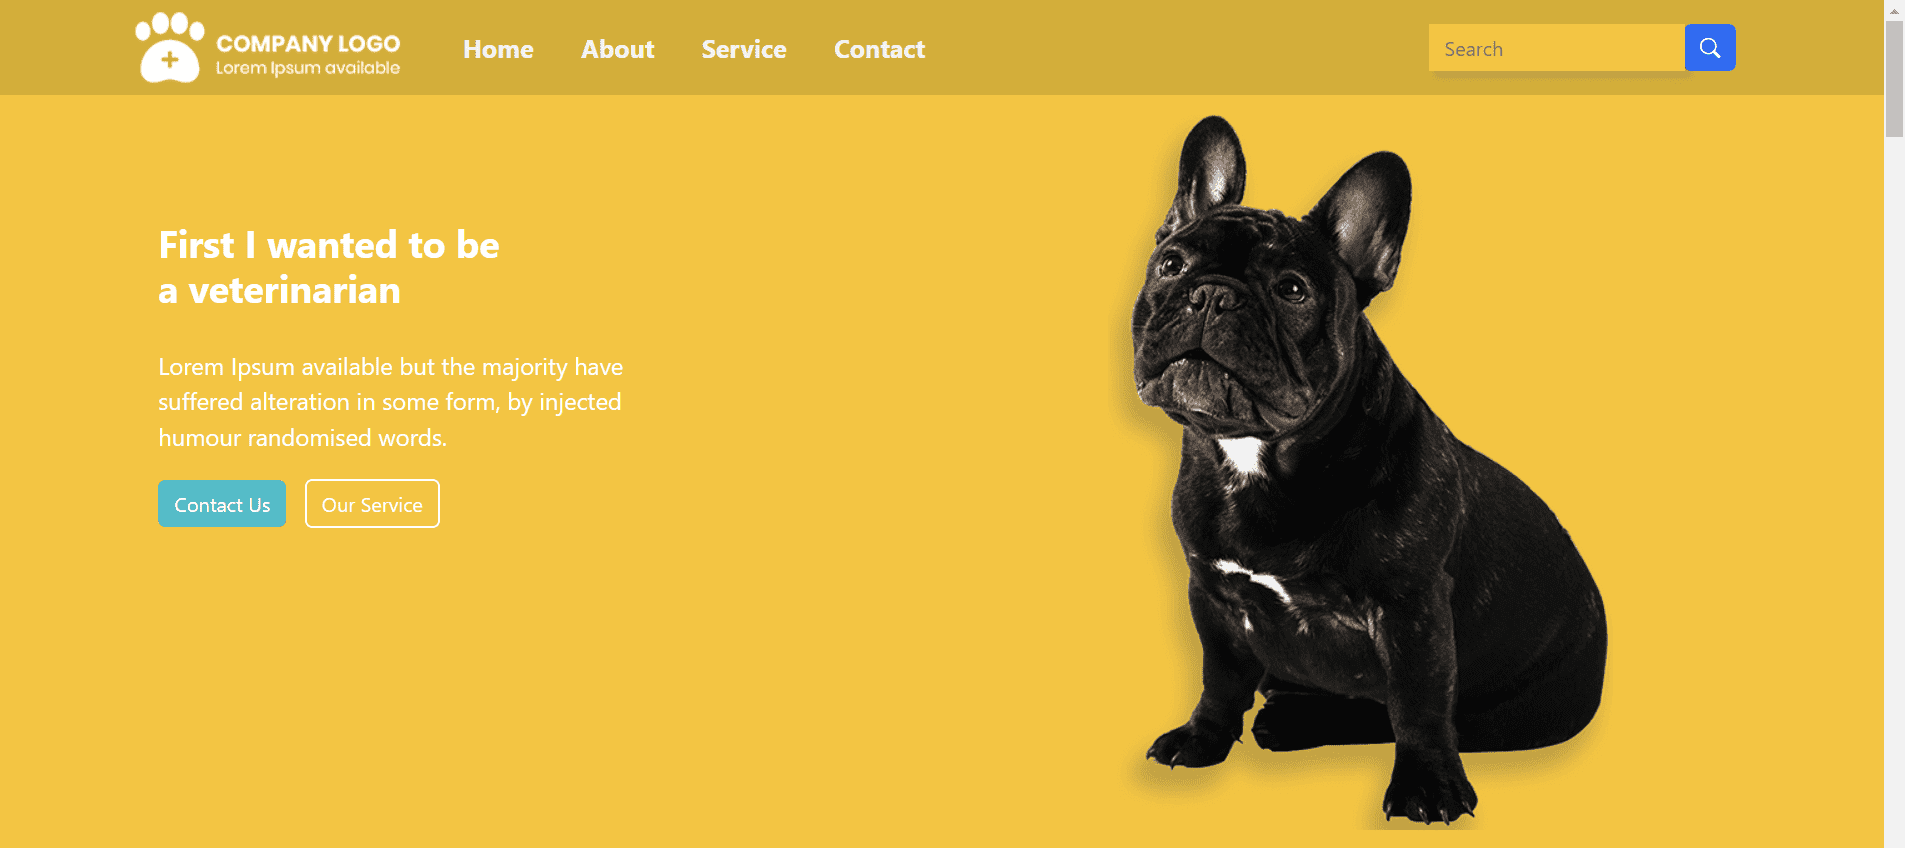 COMPANY LOGO
Lorem Ipsum available
Home About Service Contact
Search
First I wanted to be
a veterinarian
Lorem Ipsum available but the majority have
suffered alteration in some form, by injected
humour randomised words.
Contact Us Our Service